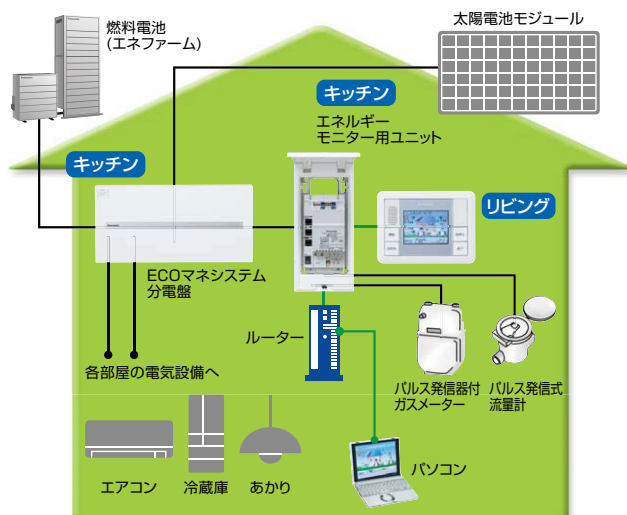 燃料電池
(エネファーム)
太陽電池モジュール
キッチン
エネルギー
モニター用ユニット
キッチン
リビング
ECOマネシステム
分電盤
ルーター
各部屋の電気設備へ
パルス発信器付
ガスメーター
パルス発信式
流量計
エアコン
冷蔵庫
あかり
パソコン